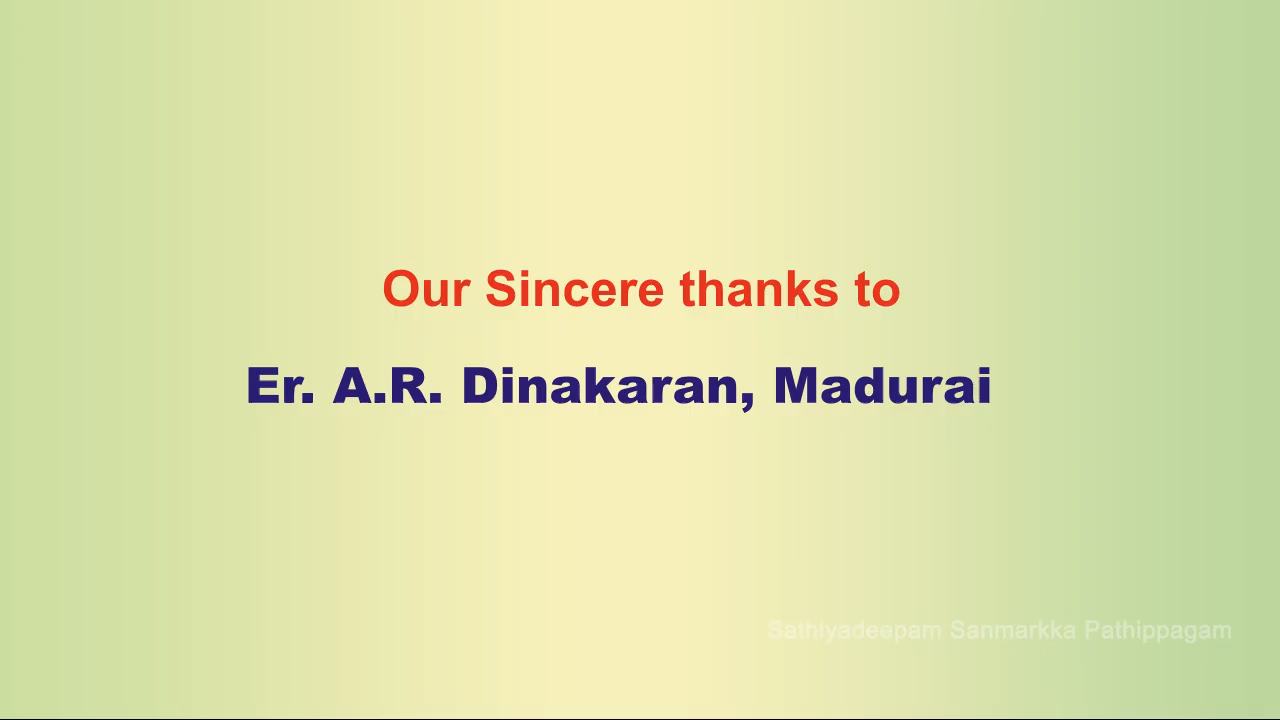 Our Sincere thanks to
Er. A.R. Dinakaran, Madurai
Sathiyadeepam Sanmarkka Pathippagam